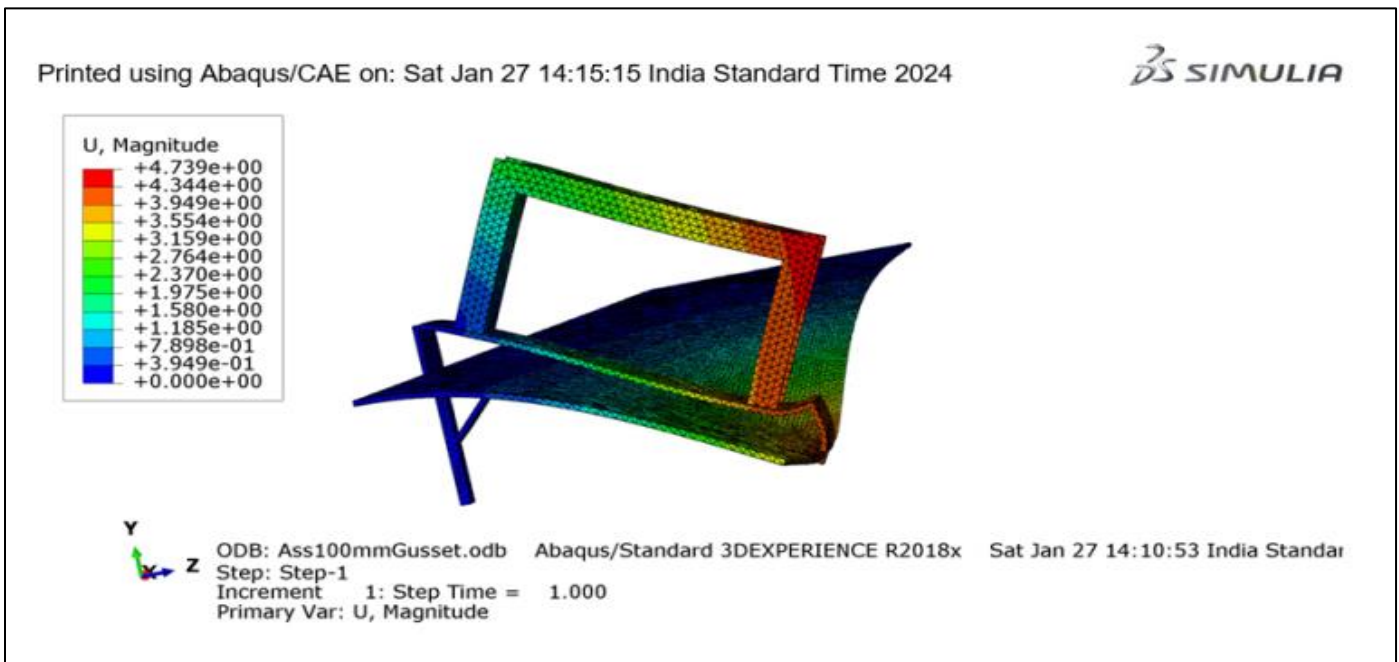 Printed using Abaqus/CAE on: Sat Jan 27 14:15:15 India Standard Time 2024
DS SIMULIA
U, Magnitude
+4.739e+00
+4.344e+00
+3.949e+00
+3.554e+00
+3.159e+00
+2.764e+00
+2.370e+00
+1.975e+00
+1.580e+00
+1.185e+00
+7.898e-01
+3.949e-01
+0.000e+00
Y
Z
X
ODB: Ass100mmGusset.odb Abaqus/Standard 3DEXPERIENCE R2018x Sat Jan 27 14:10:53 India Standar
Step: Step-1
Increment 1: Step Time = 1.000
Primary Var: U, Magnitude